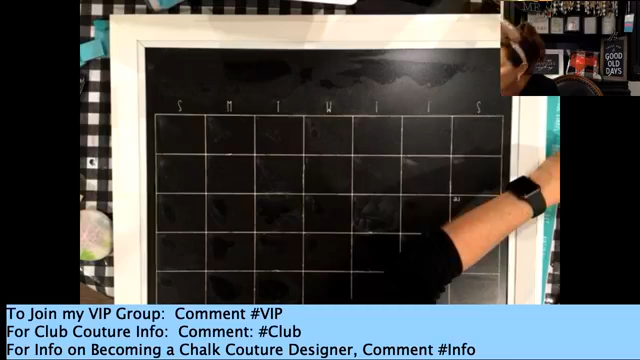 GOOD
OLD
DAYS
S M T W T F S
To Join my VIP Group: Comment #VIP
For Club Couture Info: Comment: #Club
For Info on Becoming a Chalk Couture Designer, Comment #Info